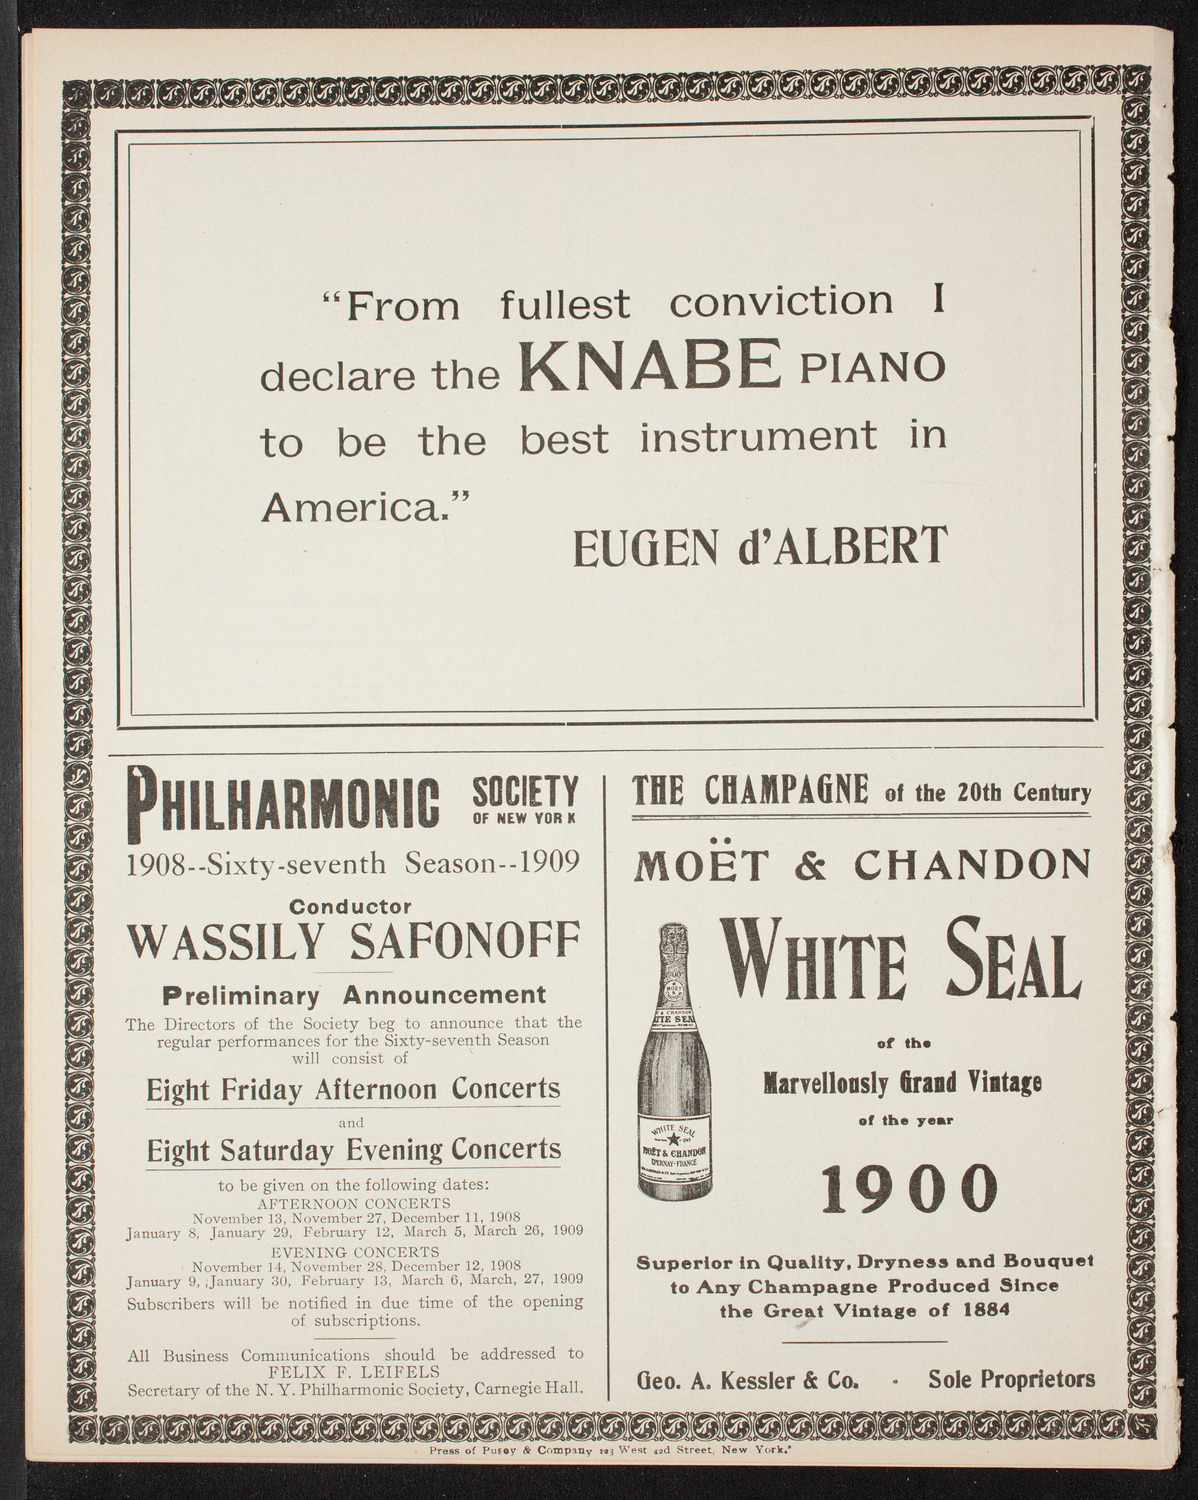 “From fullest conviction I
declare the KNABE PIANO
to be the best instrument in
America.”
EUGEN d’ALBERT
PHILHARMONIC SOCIETY
OF NEW YORK
1908--Sixty-seventh Season--1909
Conductor
WASSILY SAFONOFF
Preliminary Announcement
The Directors of the Society beg to announce that the
regular performances for the Sixty-seventh Season
will consist of
Eight Friday Afternoon Concerts
and
Eight Saturday Evening Concerts
to be given on the following dates:
AFTERNOON CONCERTS
November 13, November 27, December 11, 1908
January 8, January 29, February 12, March 5, March 26, 1909
EVENING CONCERTS
November 14, November 28, December 12, 1908
January 9, January 30, February 13, March 6, March, 27, 1909
Subscribers will be notified in due time of the opening
of subscriptions.
All Business Communications should be addressed to
FELIX F. LEIFELS
Secretary of the N. Y. Philharmonic Society, Carnegie Hall.
THE CHAMPAGNE of the 20th Century
MOËT & CHANDON
WHITE SEAL
of the
Marvellously Grand Vintage
of the year
1900
WHITE SEAL
MOËT & CHANDON
EPERNAY-FRANCE
Superior in Quality, Dryness and Bouquet
to Any Champagne Produced Since
the Great Vintage of 1884
Geo. A. Kessler & Co. - Sole Proprietors
Press of Pusey & Company 123 West 42d Street, New York.